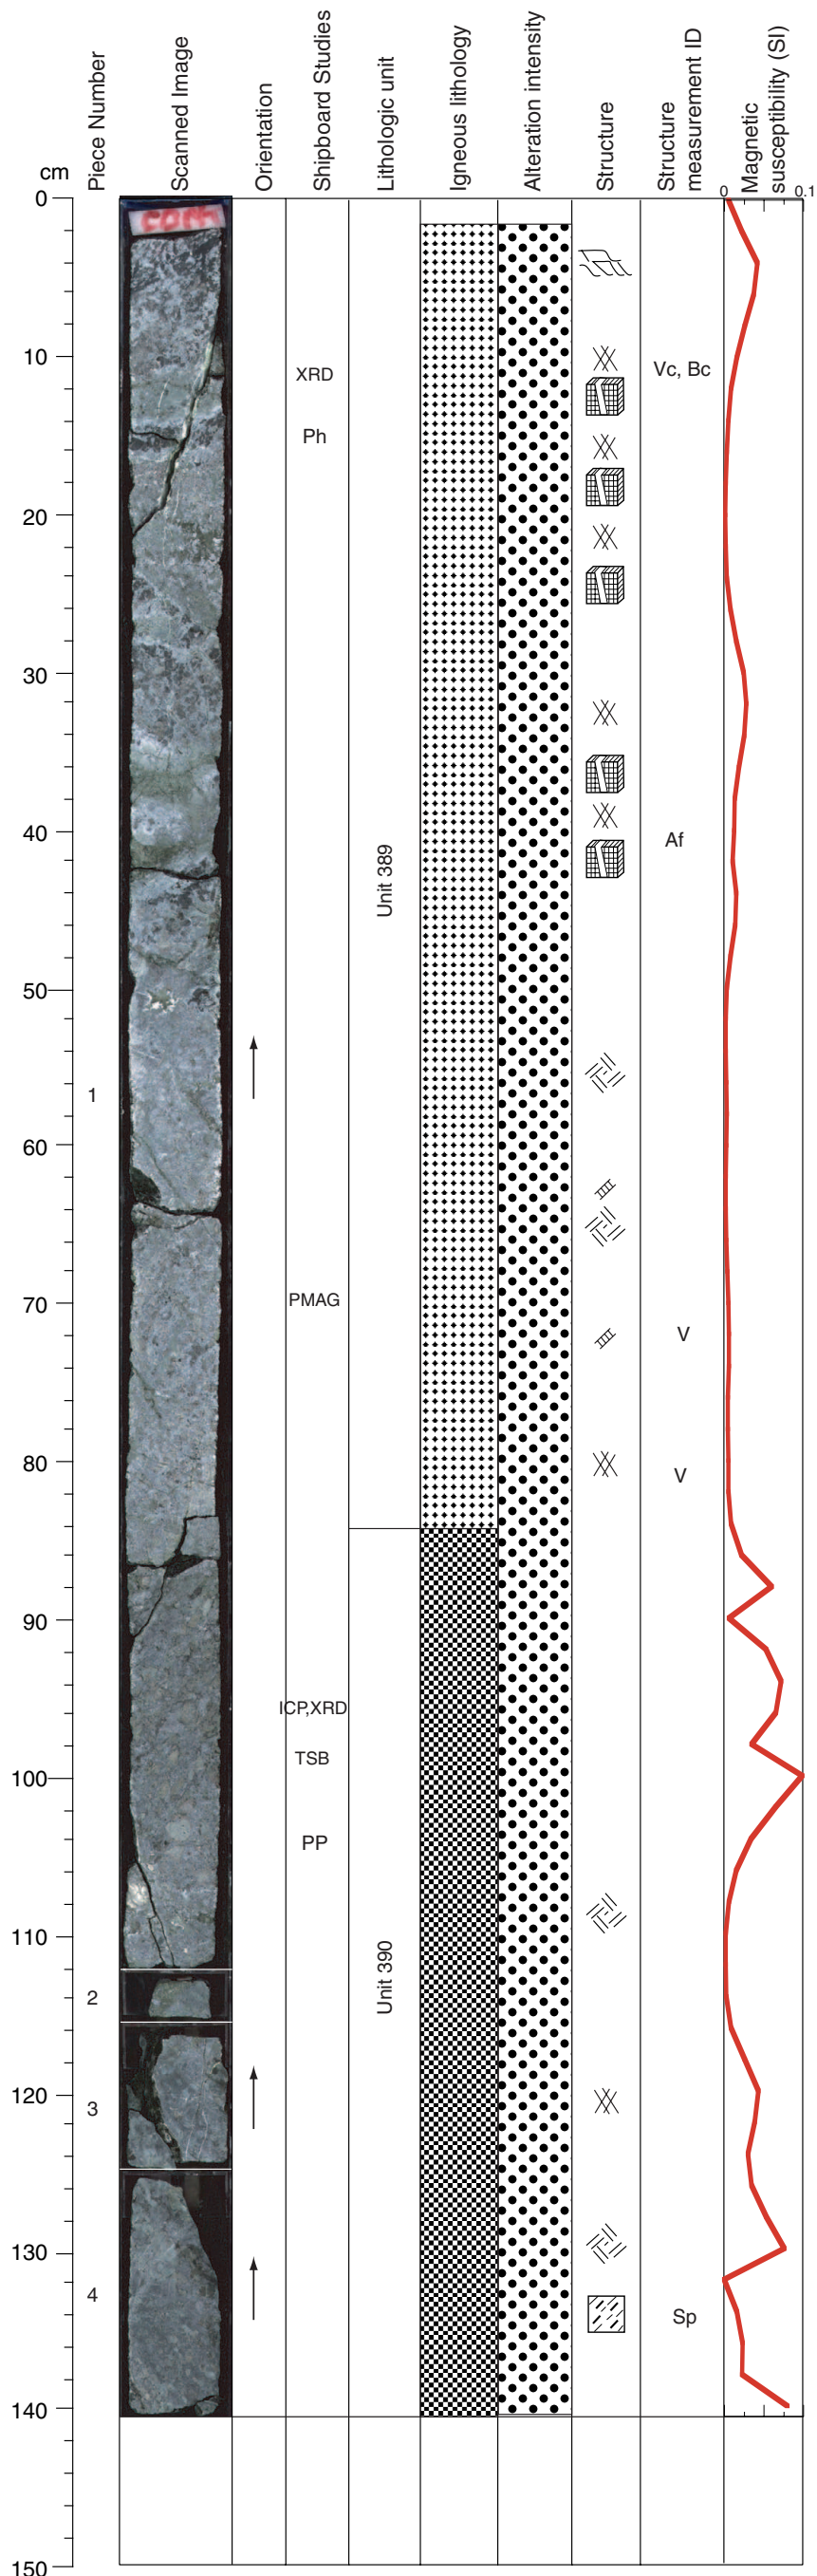 cm
Piece Number
Scanned Image
Orientation
Shipboard Studies
Lithologic unit
Igneous lithology
Alteration intensity
Structure
Structure
measurement ID
Magnetic
susceptibility (SI)
0
0.1
0
10
20
30
40
50
60
70
80
90
100
110
120
130
140
150
1
2
3
4
XRD
Ph
PMAG
ICP,XRD
TSB
PP
Unit 389
Unit 390
Vc, Bc
Af
V
V
Sp